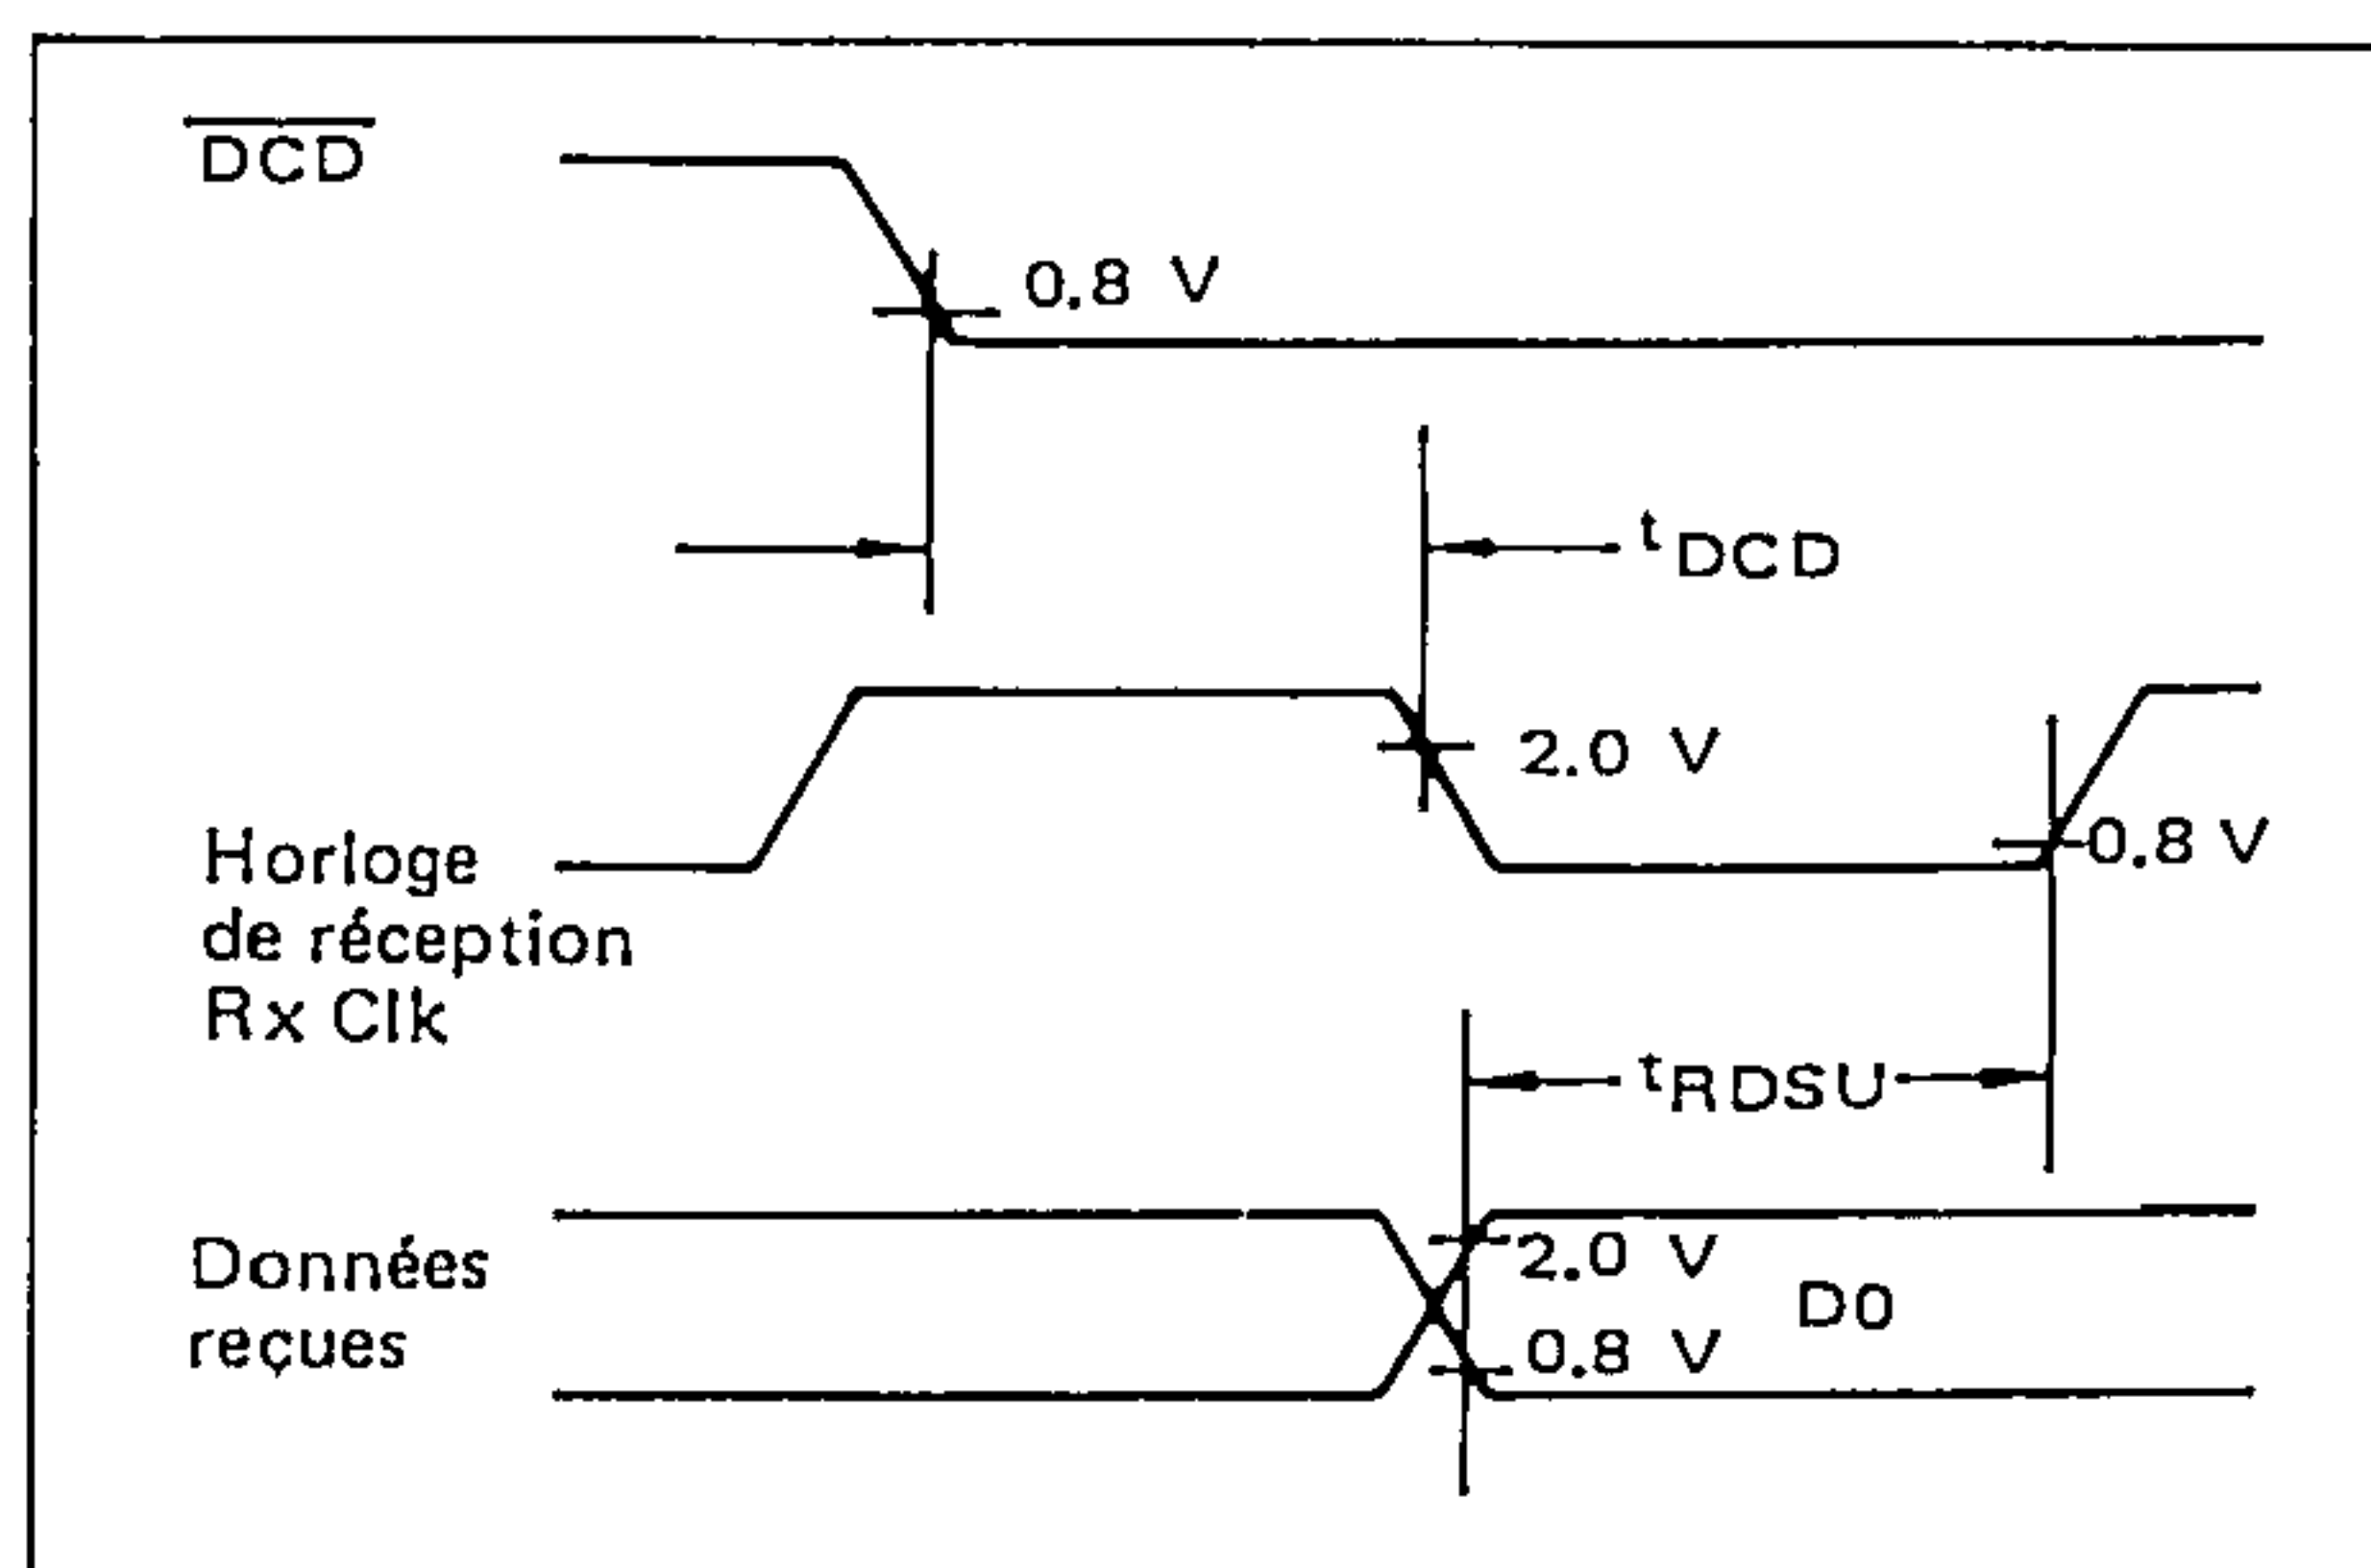 DCD
0.8 V
tDCD
2.0 V
0.8 V
Horloge
de réception
Rx Clk
tRDSU
Données
reçues
2.0 V
D0
0.8 V